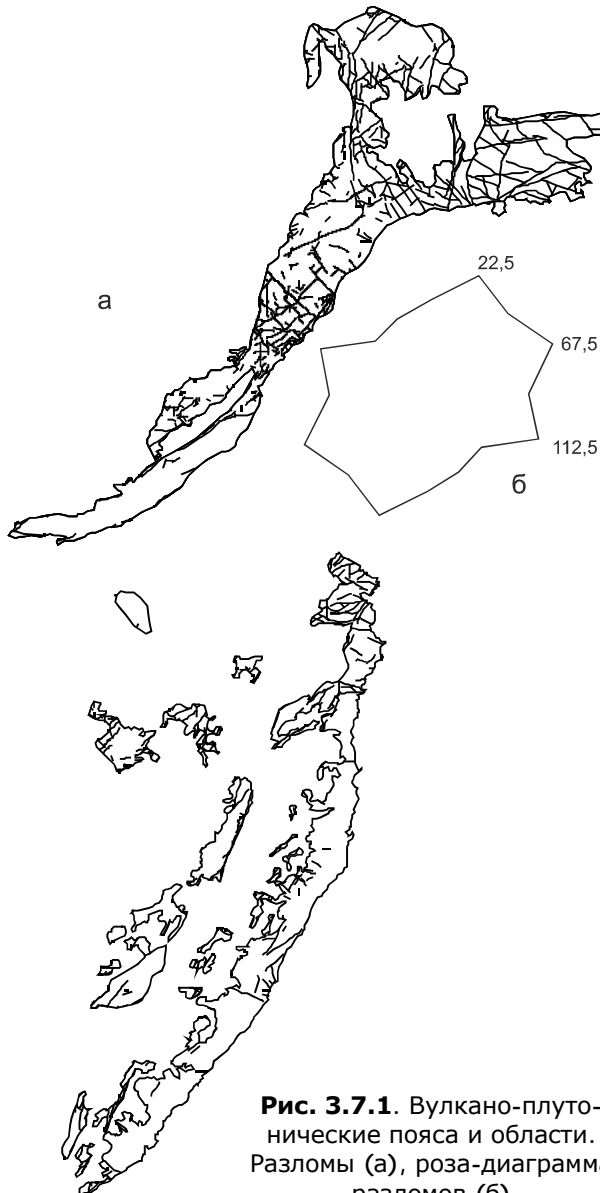 22,5
а
67,5
112,5
б
Рис. 3.7.1. Вулкано-плуто-
нические пояса и области.
Разломы (а), роза-диаграмма
разломов (б)